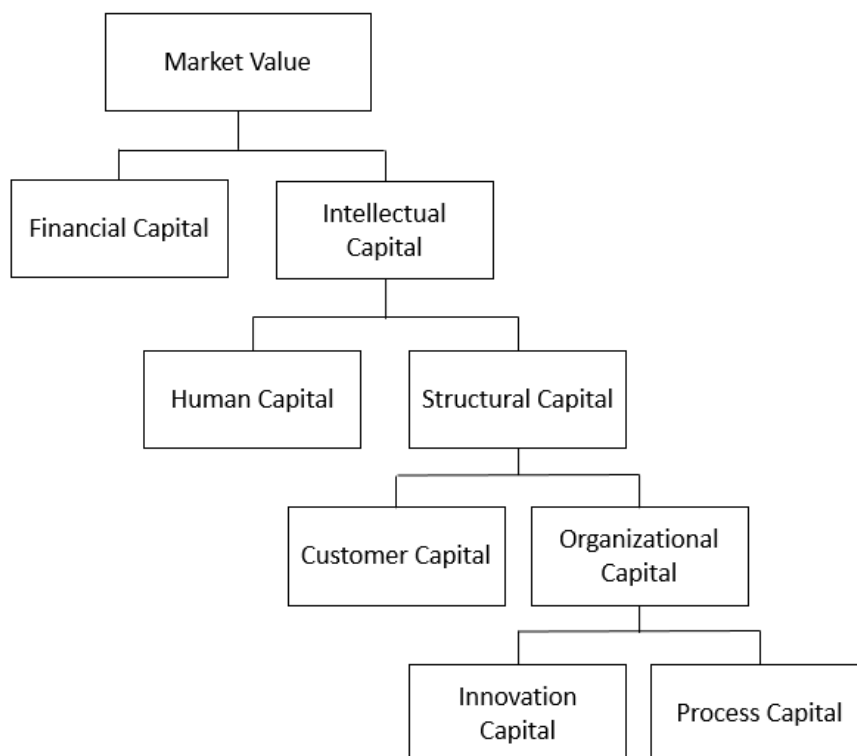 Market Value
Financial Capital
Intellectual
Capital
Human Capital
Structural Capital
Customer Capital
Organizational
Capital
Innovation
Capital
Process Capital